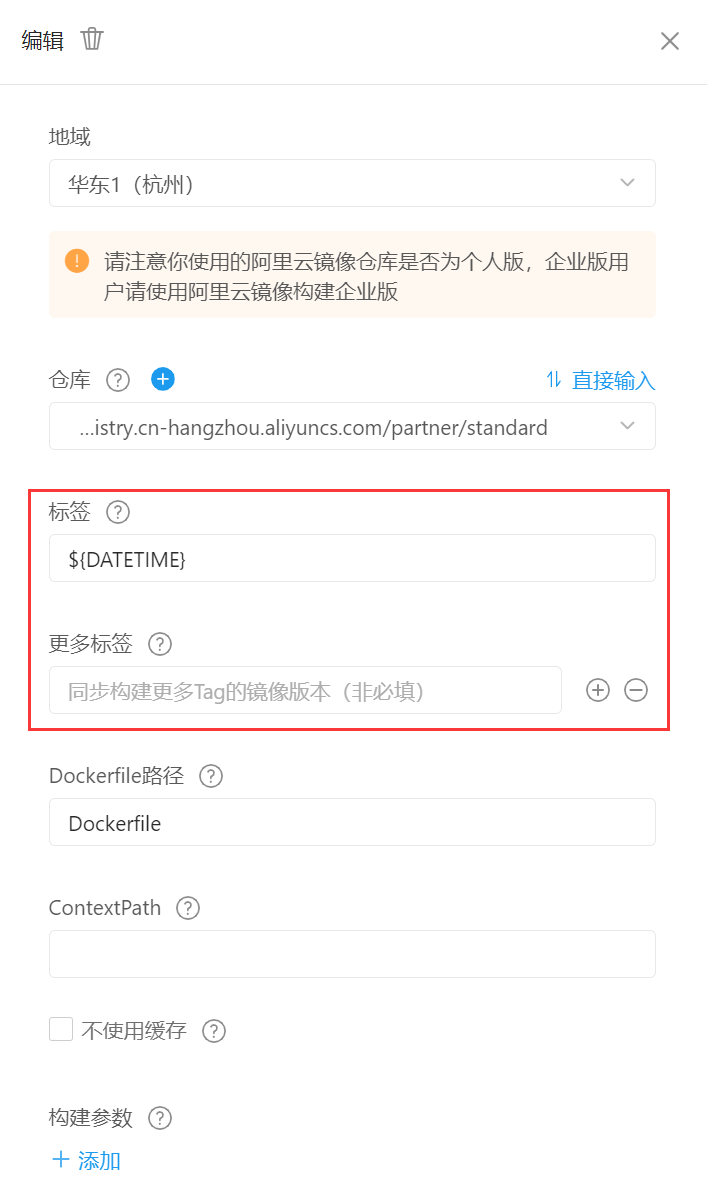 编辑
地域
华东1（杭州）
请注意你使用的阿里云镜像仓库是否为个人版，企业版用
户请使用阿里云镜像构建企业版
仓库
直接输入
...istry.cn-hangzhou.aliyuncs.com/partner/standard
标签
${DATETIME}
更多标签
同步构建更多Tag的镜像版本（非必填）
Dockerfile路径
Dockerfile
ContextPath
不使用缓存
构建参数
添加